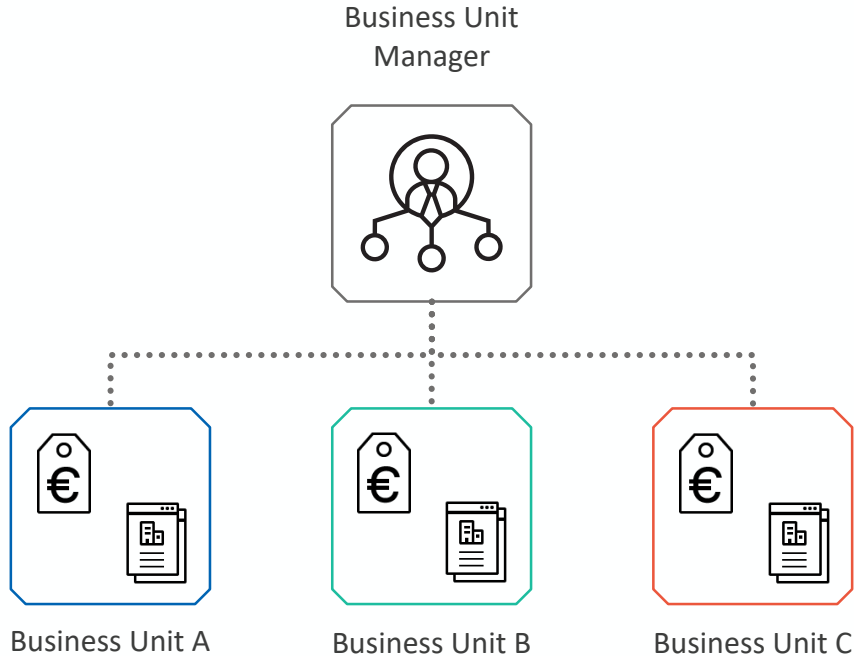 Business Unit
Manager
€
€
€
Business Unit A
Business Unit B
Business Unit C